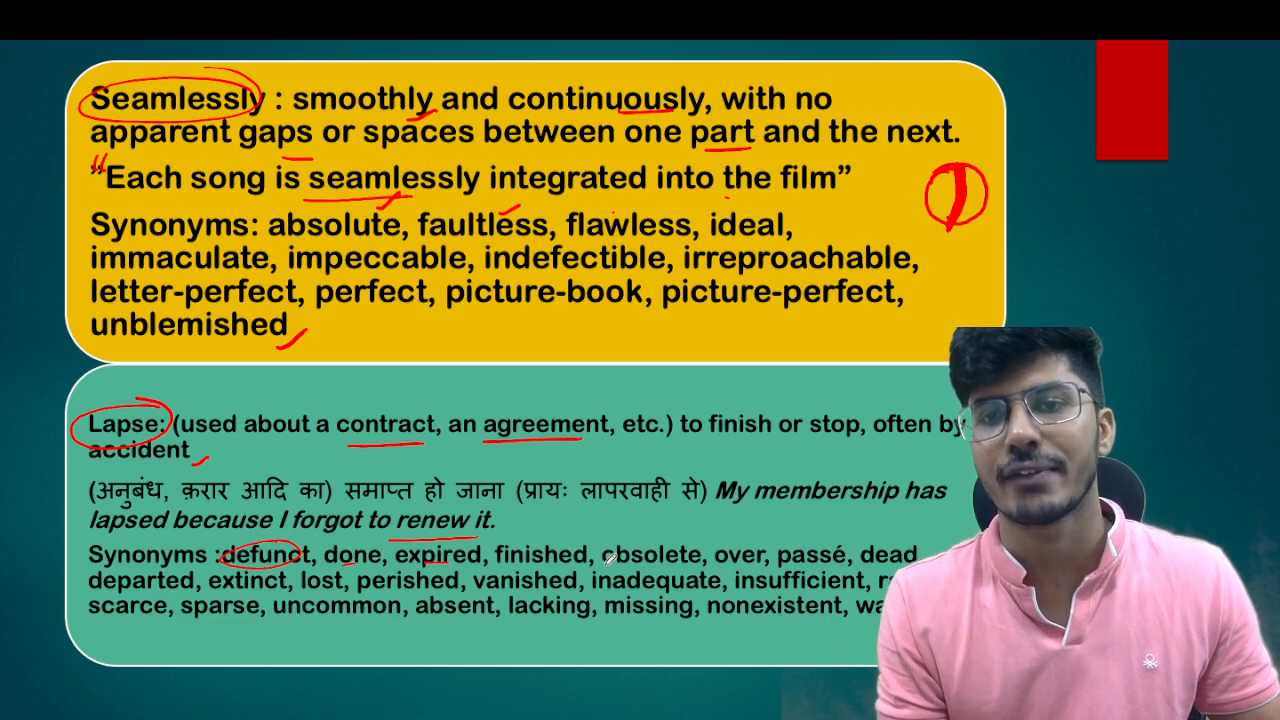 Seamlessly : smoothly and continuously, with no
apparent gaps or spaces between one part and the next.
”Each song is seamlessly integrated into the film”
Synonyms: absolute, faultless, flawless, ideal,
immaculate, impeccable, indefectible, irreproachable,
letter-perfect, perfect, picture-book, picture-perfect,
unblemished
1
Lapse: (used about a contract, an agreement, etc.) to finish or stop, often by
accident
(अनुबंध, क़रार आदि का) समाप्त हो जाना (प्रायः लापरवाही से) My membership has
lapsed because I forgot to renew it.
Synonyms :defunct, done, expired, finished, obsolete, over, passé, dead
departed, extinct, lost, perished, vanished, inadequate, insufficient,
scarce, sparse, uncommon, absent, lacking, missing, nonexistent,